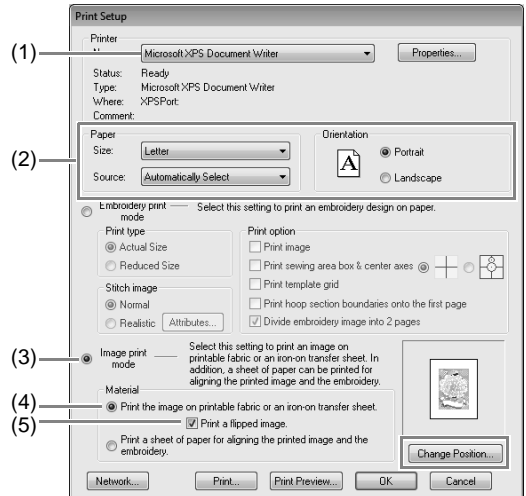 Print Setup
Printer
(1)
Microsoft XPS Document Writer
Properties...
Status: Ready
Type: Microsoft XPS Document Writer
Where: XPSPort:
Comment:
(2)
Paper
Size: Letter
Source: Automatically Select
Orientation
A
Portrait
Landscape
Embroidery print mode
Select this setting to print an embroidery design on paper.
Print type
Actual Size
Reduced Size
Stitch image
Normal
Realistic Attributes...
Print option
Print image
Print sewing area box & center axes
Print template grid
Print hoop section boundaries onto the first page
Divide embroidery image into 2 pages
(3)
Image print
mode
Select this setting to print an image on
printable fabric or an iron-on transfer sheet. In
addition, a sheet of paper can be printed for
aligning the printed image and the embroidery.
Material
(4)
Print the image on printable fabric or an iron-on transfer sheet.
(5)
Print a flipped image.
Print a sheet of paper for aligning the printed image and the
embroidery.
Change Position...
Network... Print... Print Preview... OK Cancel